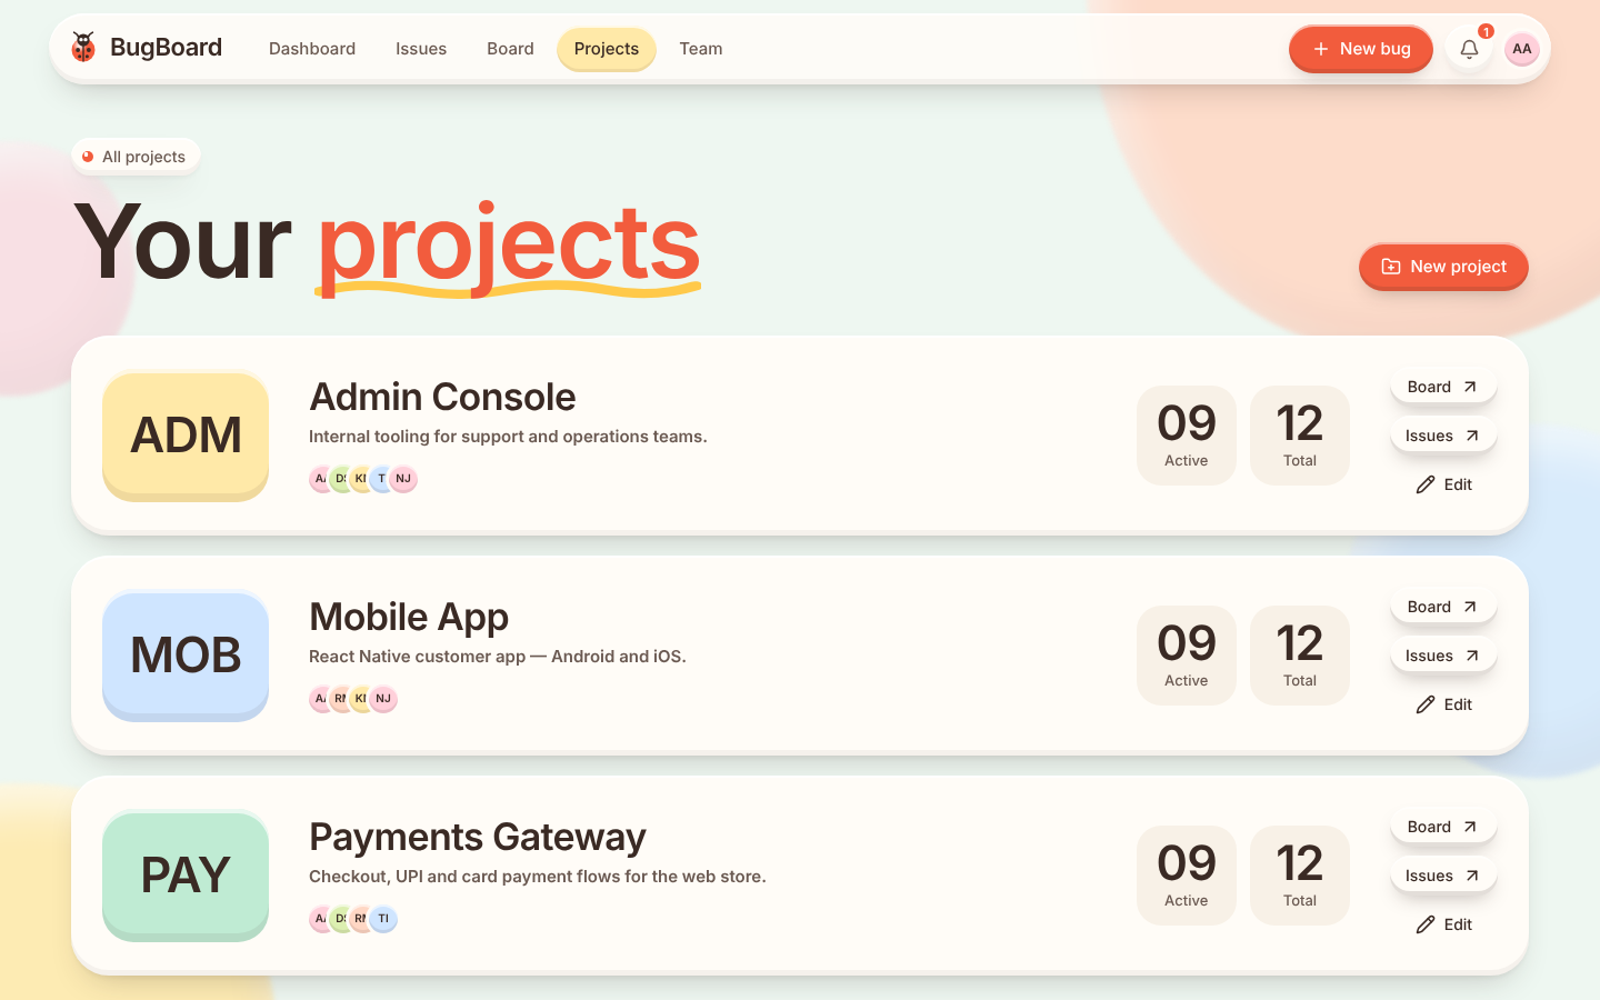 BugBoard
Dashboard
Issues
Board
Projects
Team
New bug
1
AA
All projects
Your projects
New project
ADM
Admin Console
Internal tooling for support and operations teams.
NJ
09
Active
12
Total
Board
Issues
Edit
MOB
Mobile App
React Native customer app — Android and iOS.
NJ
09
Active
12
Total
Board
Issues
Edit
PAY
Payments Gateway
Checkout, UPI and card payment flows for the web store.
TI
09
Active
12
Total
Board
Issues
Edit